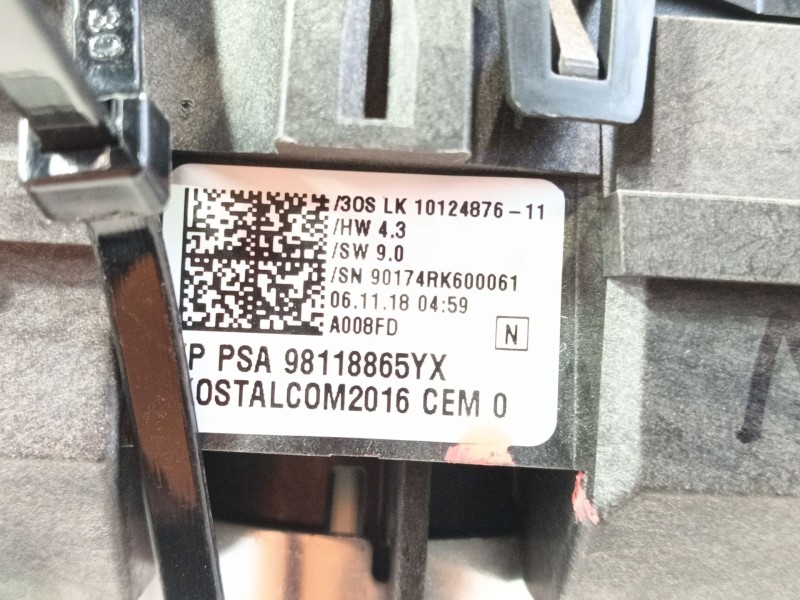 30
/30S LK 10124876-11
/HW 4.3
/SW 9.0
/SN 90174RK600061
06.11.18 04:59
A008FD
N
P PSA 98118865YX
OSTALCOM2016 CEM 0